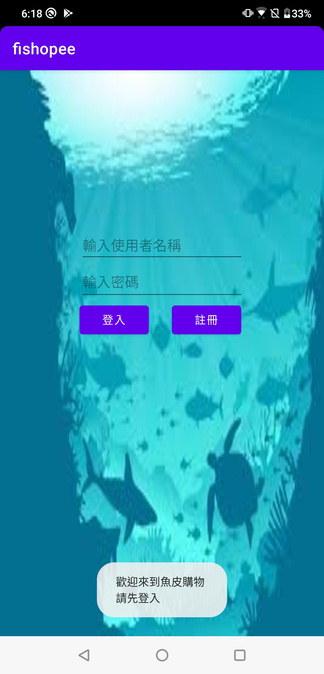 6:18 33%
fishopee
輸入使用者名稱
輸入密碼
登入 註冊
歡迎來到魚皮購物
請先登入